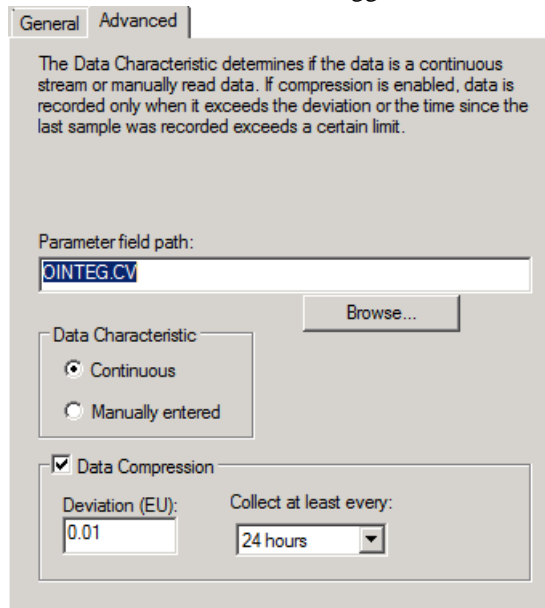 General Advanced
The Data Characteristic determines if the data is a continuous
stream or manually read data. If compression is enabled, data is
recorded only when it exceeds the deviation or the time since the
last sample was recorded exceeds a certain limit.
Parameter field path:
OINTEG.CV
Browse...
Data Characteristic
Continuous
Manually entered
Data Compression
Deviation (EU): Collect at least every:
0.01 24 hours